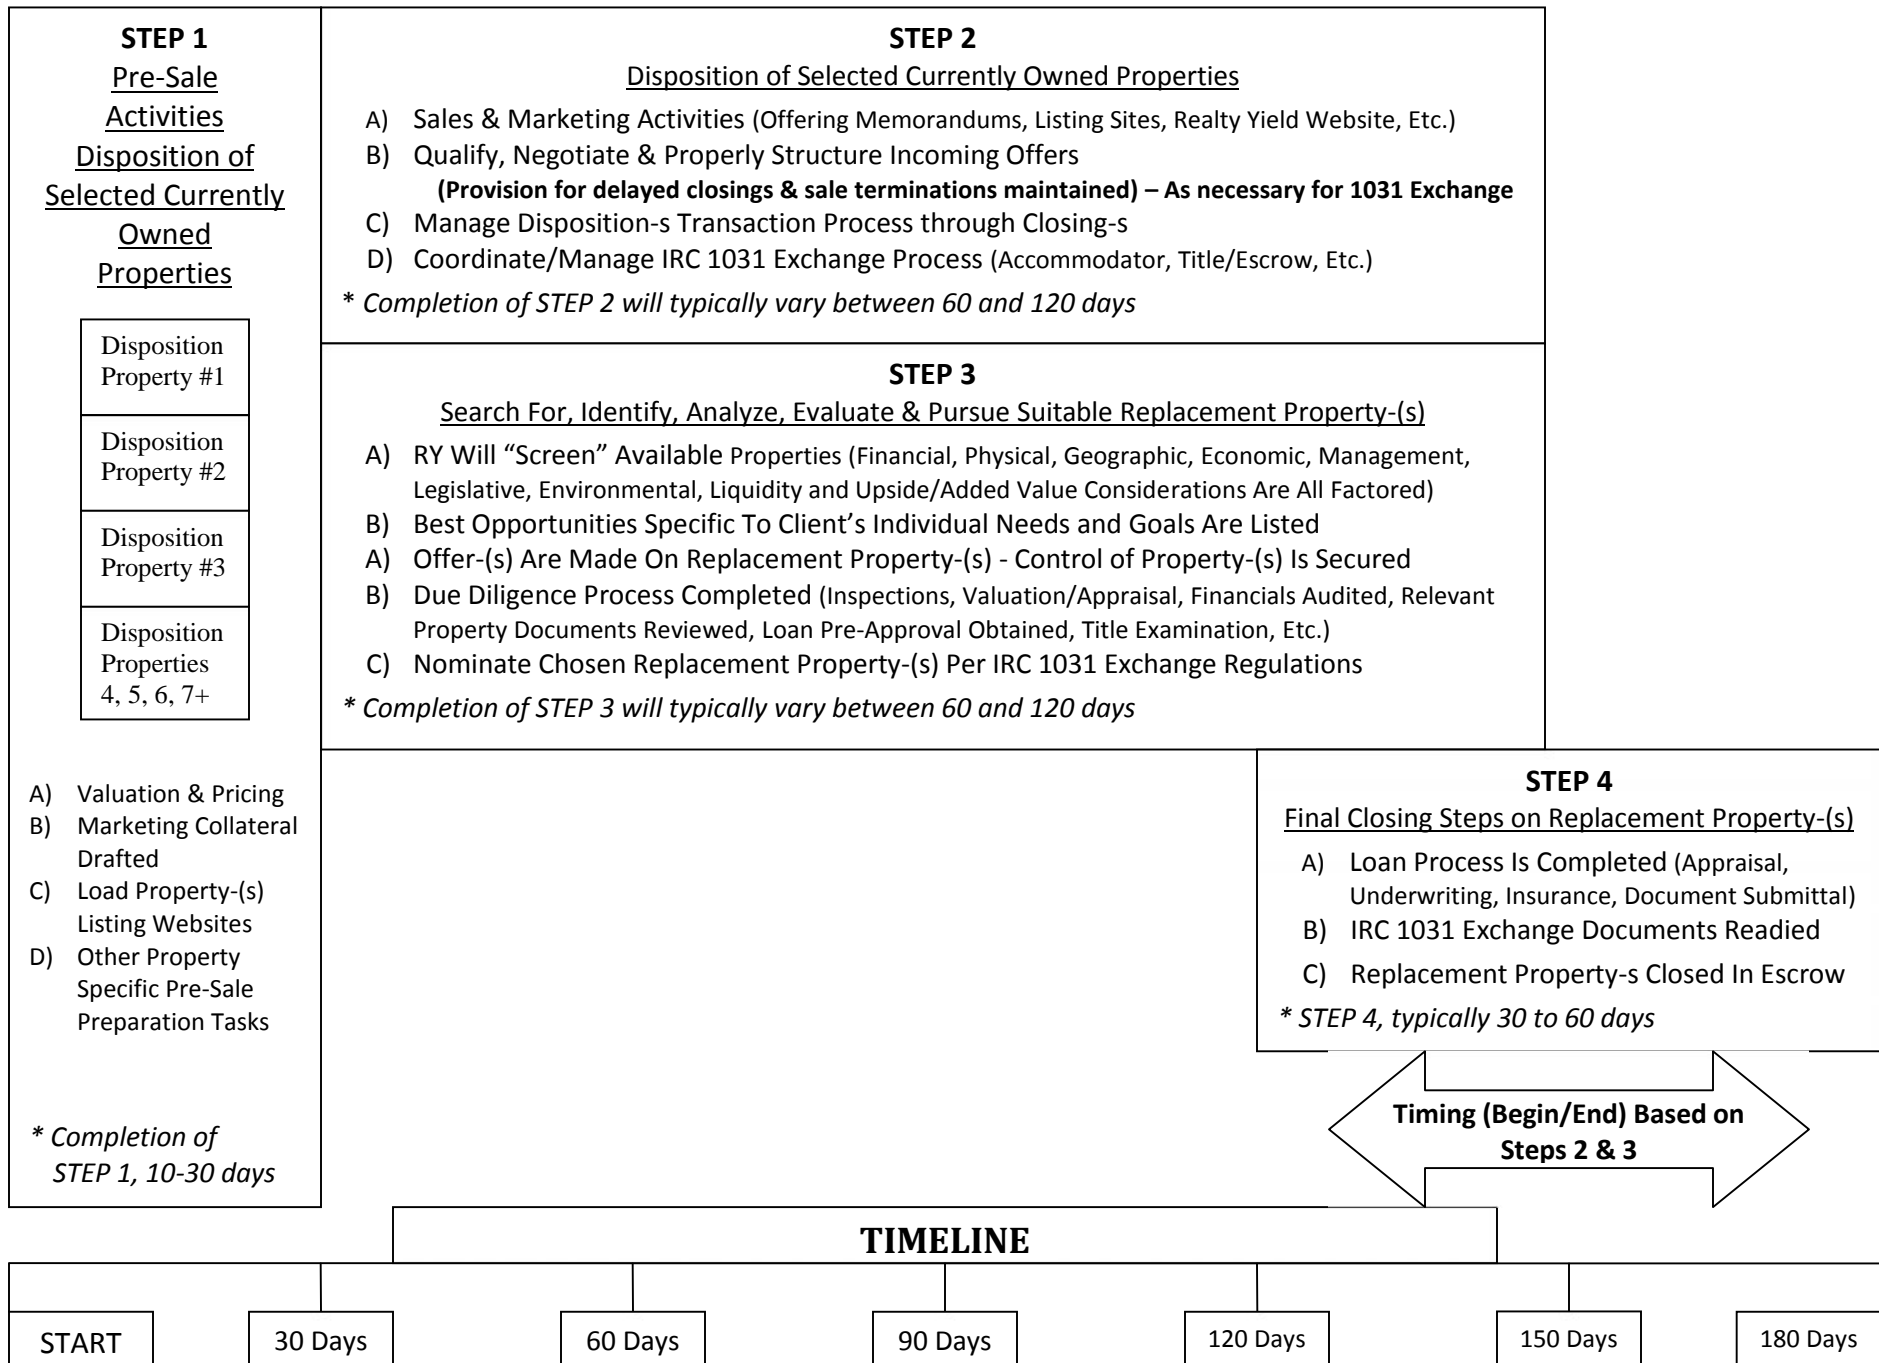 STEP 1
Pre-Sale
Activities
Disposition of
Selected Currently
Owned
Properties
Disposition
Property #1
Disposition
Property #2
Disposition
Property #3
Disposition
Properties
4, 5, 6, 7+
A) Valuation & Pricing
B) Marketing Collateral
Drafted
C) Load Property-(s)
Listing Websites
D) Other Property
Specific Pre-Sale
Preparation Tasks
* Completion of
STEP 1, 10-30 days
STEP 2
Disposition of Selected Currently Owned Properties
A) Sales & Marketing Activities (Offering Memorandums, Listing Sites, Realty Yield Website, Etc.)
B) Qualify, Negotiate & Properly Structure Incoming Offers
(Provision for delayed closings & sale terminations maintained) – As necessary for 1031 Exchange
C) Manage Disposition-s Transaction Process through Closing-s
D) Coordinate/Manage IRC 1031 Exchange Process (Accommodator, Title/Escrow, Etc.)
* Completion of STEP 2 will typically vary between 60 and 120 days
STEP 3
Search For, Identify, Analyze, Evaluate & Pursue Suitable Replacement Property-(s)
A) RY Will “Screen” Available Properties (Financial, Physical, Geographic, Economic, Management,
Legislative, Environmental, Liquidity and Upside/Added Value Considerations Are All Factored)
B) Best Opportunities Specific To Client’s Individual Needs and Goals Are Listed
A) Offer-(s) Are Made On Replacement Property-(s) - Control of Property-(s) Is Secured
B) Due Diligence Process Completed (Inspections, Valuation/Appraisal, Financials Audited, Relevant
Property Documents Reviewed, Loan Pre-Approval Obtained, Title Examination, Etc.)
C) Nominate Chosen Replacement Property-(s) Per IRC 1031 Exchange Regulations
* Completion of STEP 3 will typically vary between 60 and 120 days
STEP 4
Final Closing Steps on Replacement Property-(s)
A) Loan Process Is Completed (Appraisal,
Underwriting, Insurance, Document Submittal)
B) IRC 1031 Exchange Documents Readied
C) Replacement Property-s Closed In Escrow
* STEP 4, typically 30 to 60 days
Timing (Begin/End) Based on
Steps 2 & 3
TIMELINE
START
30 Days
60 Days
90 Days
120 Days
150 Days
180 Days